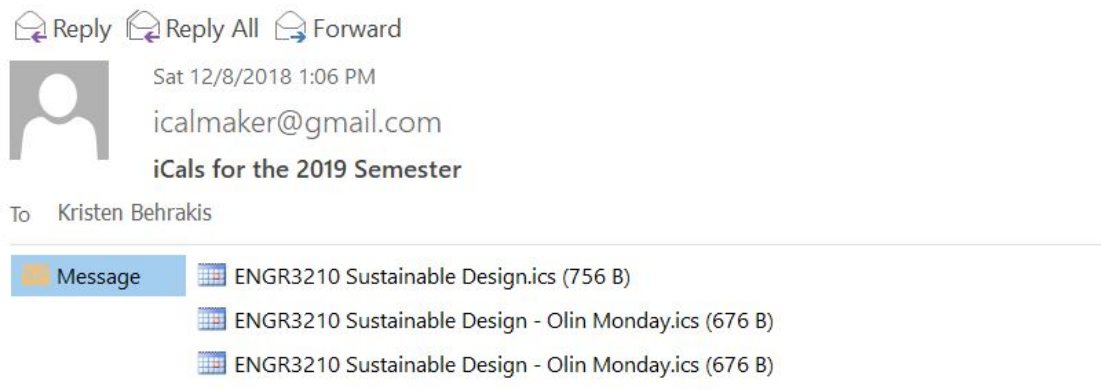 Reply Reply All Forward
Sat 12/8/2018 1:06 PM
icalmaker@gmail.com
iCals for the 2019 Semester
To Kristen Behrakis
Message ENGR3210 Sustainable Design.ics (756 B)
ENGR3210 Sustainable Design - Olin Monday.ics (676 B)
ENGR3210 Sustainable Design - Olin Monday.ics (676 B)